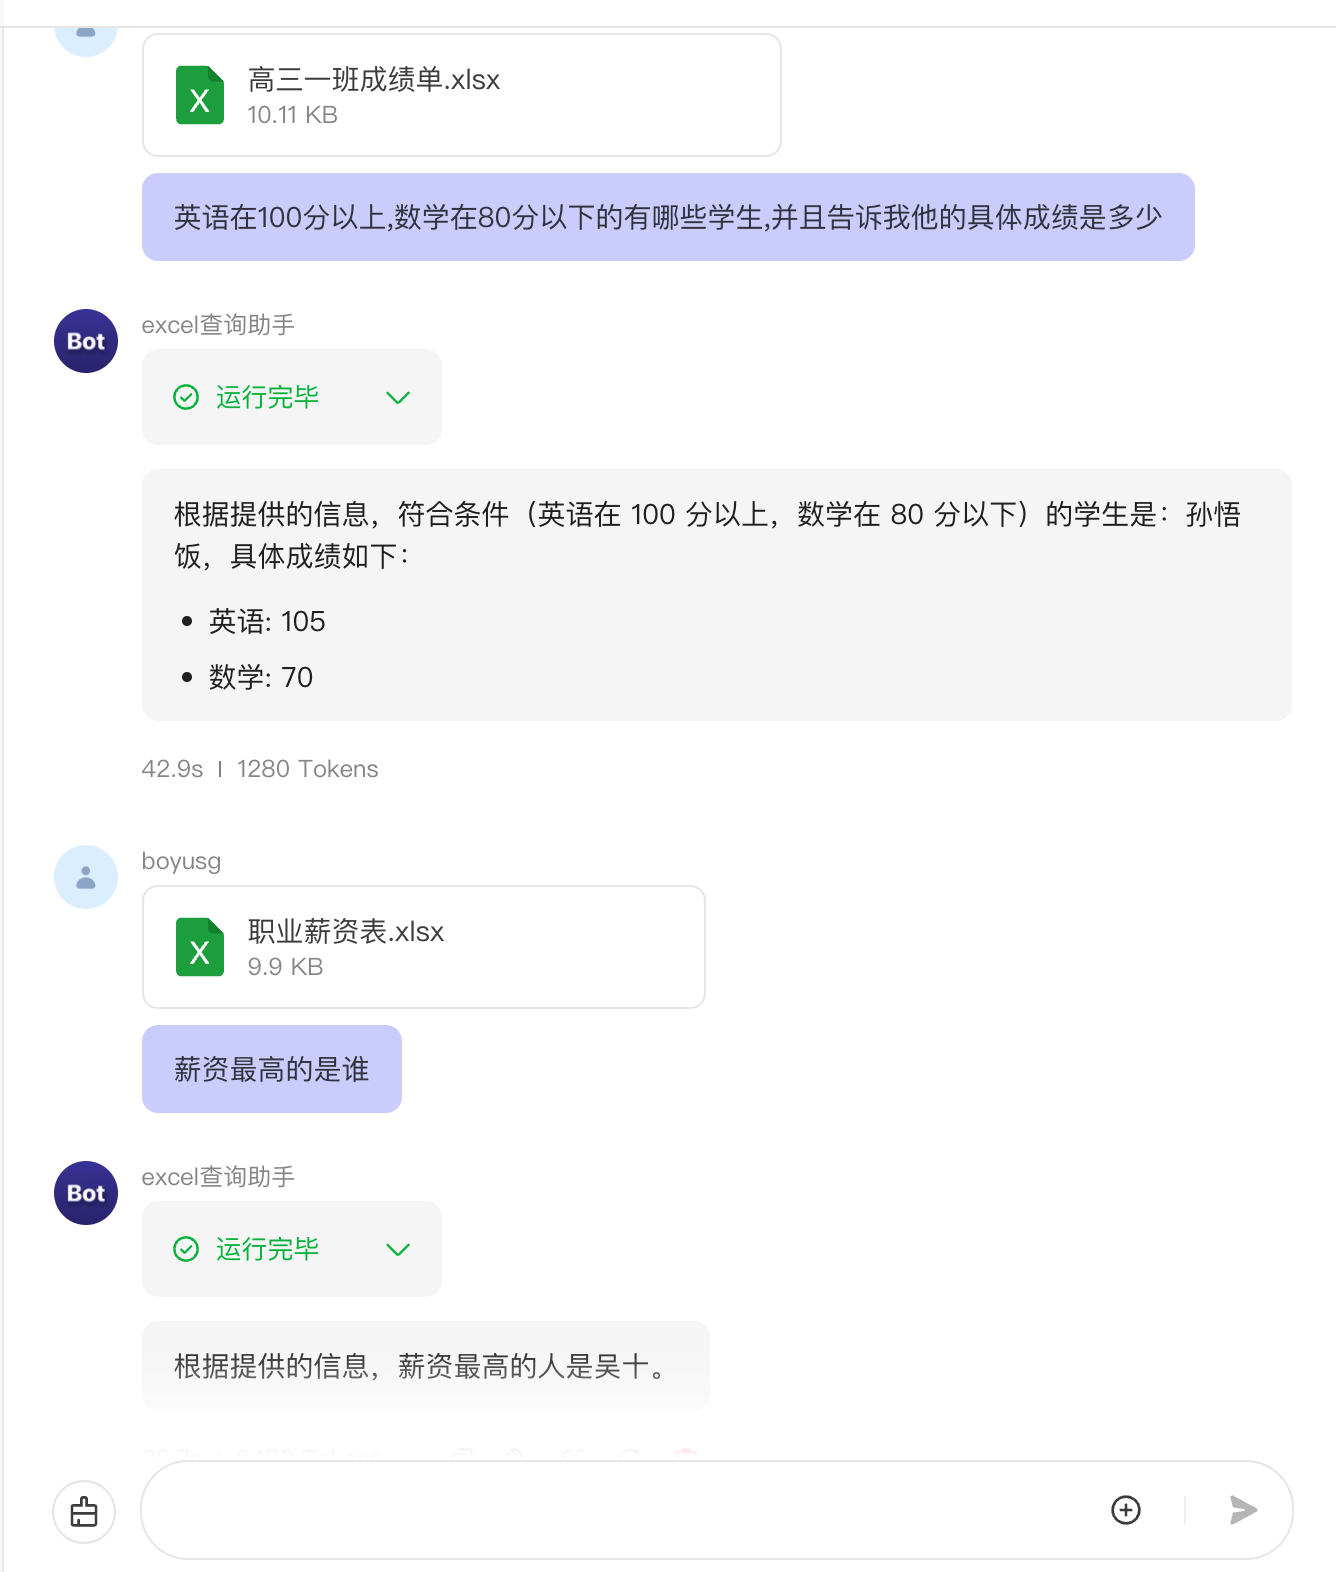 高三一班成绩单.xlsx
10.11 KB
英语在100分以上,数学在80分以下的有哪些学生,并且告诉我他的具体成绩是多少
Bot
excel查询助手
运行完毕
根据提供的信息，符合条件（英语在 100 分以上，数学在 80 分以下）的学生是：孙悟
饭，具体成绩如下：
• 英语: 105
• 数学: 70
42.9s | 1280 Tokens
boyusg
职业薪资表.xlsx
9.9 KB
薪资最高的是谁
Bot
excel查询助手
运行完毕
根据提供的信息，薪资最高的人是吴十。